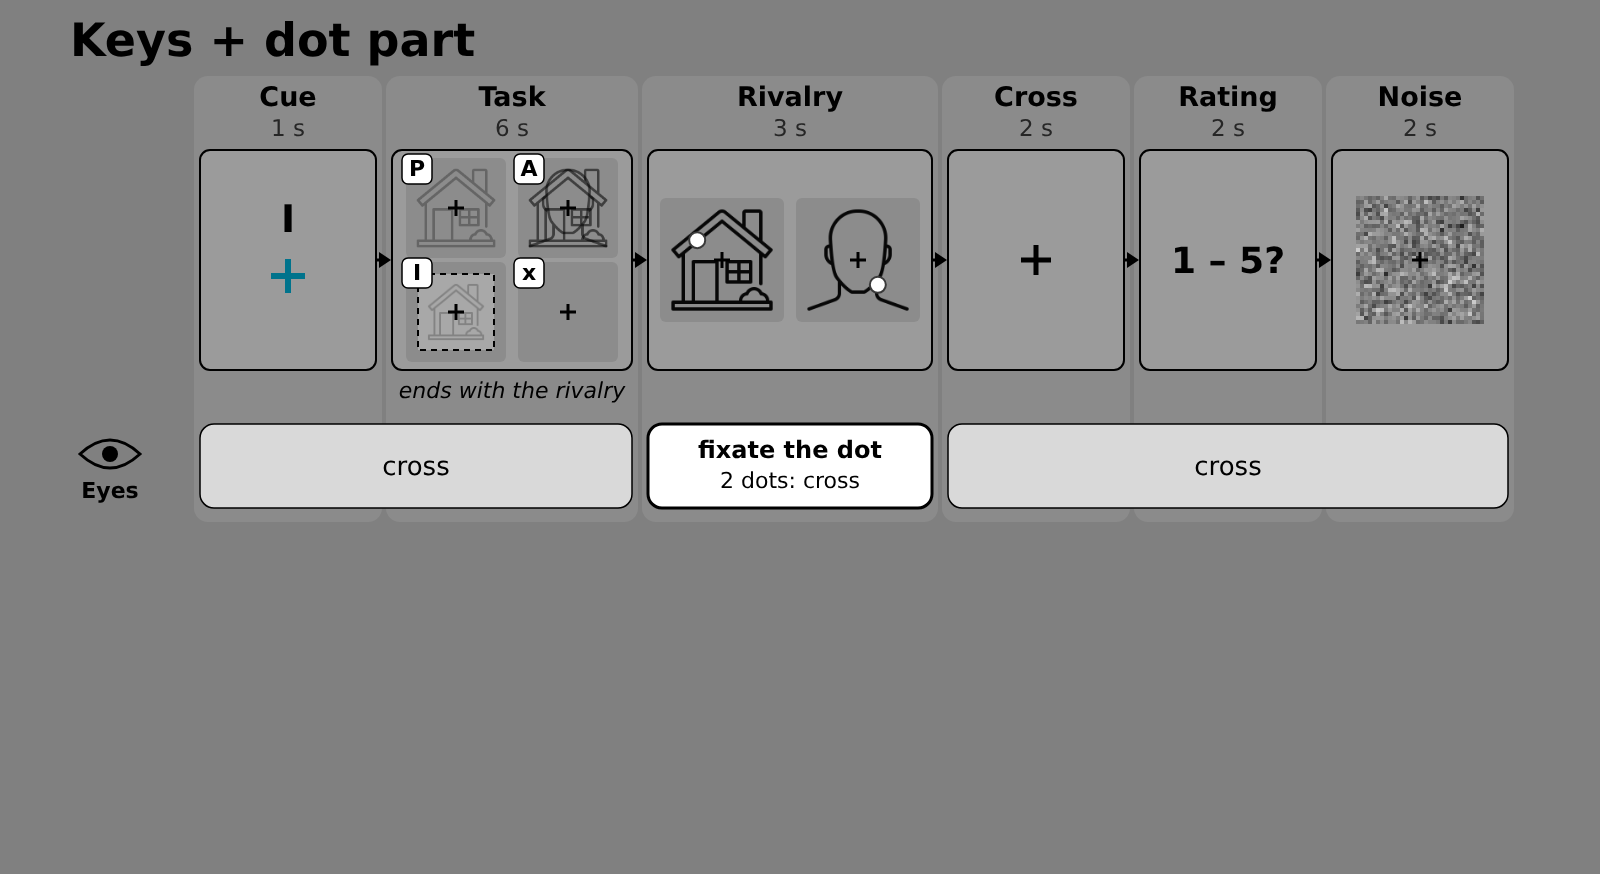 Keys + dot part
Cue
1 s
Task
6 s
Rivalry
3 s
Cross
2 s
Rating
2 s
Noise
2 s
I
P
A
I
x
1 – 5?
ends with the rivalry
Eyes
cross
fixate the dot
2 dots: cross
cross